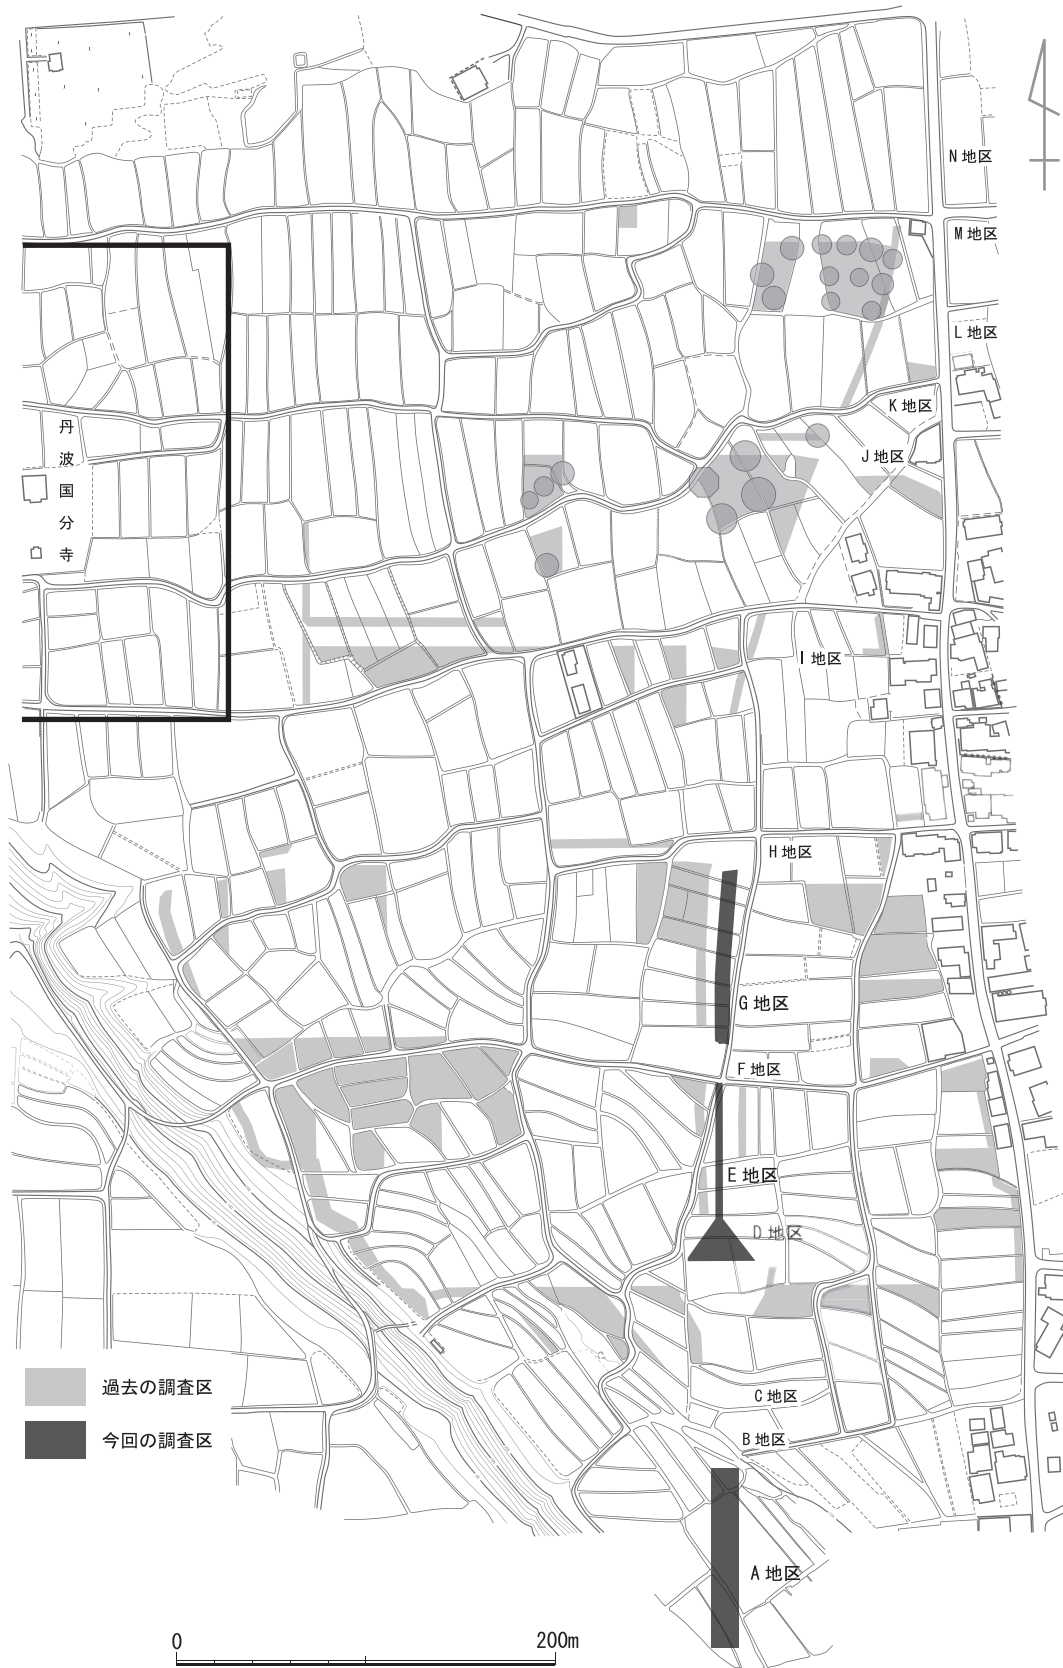 N 地区
M 地区
L 地区
K 地区
J 地区
丹波国分寺
I 地区
H 地区
G 地区
F 地区
E 地区
D 地区
過去の調査区
C 地区
今回の調査区
B 地区
A 地区
0 200m